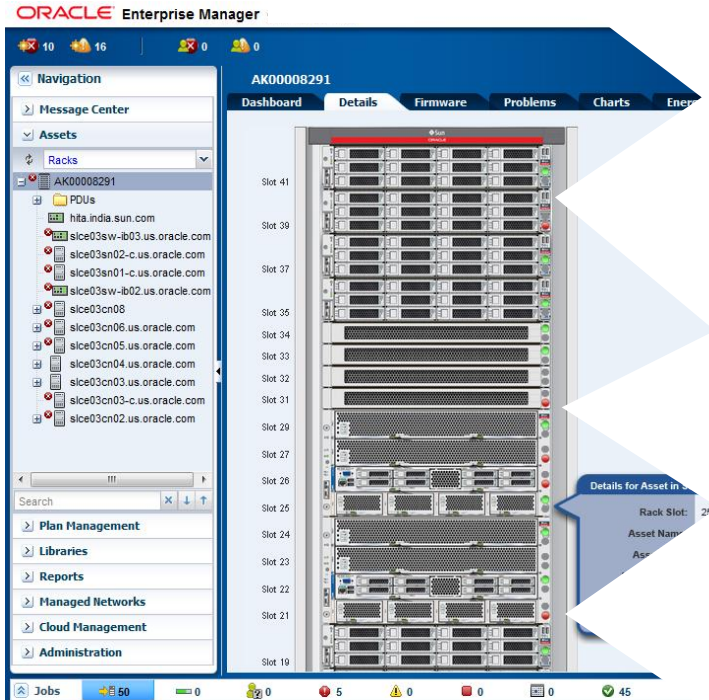 ORACLE Enterprise Manager
10 16 0 0
Navigation
Message Center
Assets
Racks
AK00008291
PDUs
hita.india.sun.com
slce03sw-ib03.us.oracle.com
slce03sn02-c.us.oracle.com
slce03sn01-c.us.oracle.com
slce03sw-ib02.us.oracle.com
slce03cn08
slce03cn06.us.oracle.com
slce03cn05.us.oracle.com
slce03cn04.us.oracle.com
slce03cn03.us.oracle.com
slce03cn03-c.us.oracle.com
slce03cn02.us.oracle.com
Search
Plan Management
Libraries
Reports
Managed Networks
Cloud Management
Administration
AK00008291
Dashboard Details Firmware Problems Charts
Sun
ORACLE
Slot 41
Slot 39
Slot 37
Slot 35
Slot 34
Slot 33
Slot 32
Slot 31
Slot 29
Slot 27
Slot 26
Slot 25
Slot 24
Slot 23
Slot 22
Slot 21
Slot 19
Details for Asset in
Rack Slot:
Asset Name
Jobs 50 0 0 5 0 0 0 45